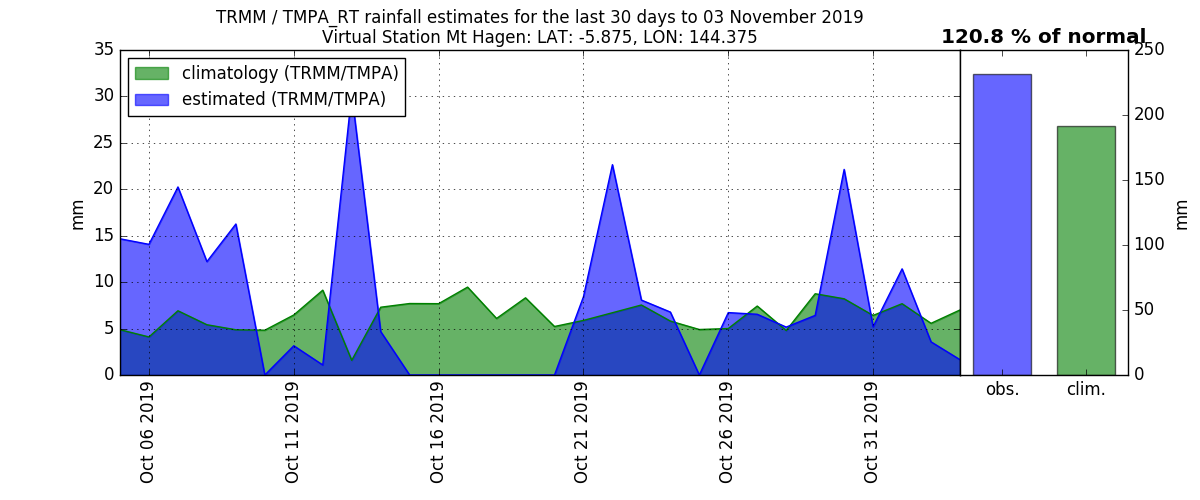 TRMM / TMPA_RT rainfall estimates for the last 30 days to 03 November 2019
Virtual Station Mt Hagen: LAT: -5.875, LON: 144.375
120.8 % of normal
climatology (TRMM/TMPA)
estimated (TRMM/TMPA)
35
30
25
20
15
10
5
0
mm
Oct 06 2019
Oct 11 2019
Oct 16 2019
Oct 21 2019
Oct 26 2019
Oct 31 2019
250
200
150
100
50
0
mm
obs.
clim.